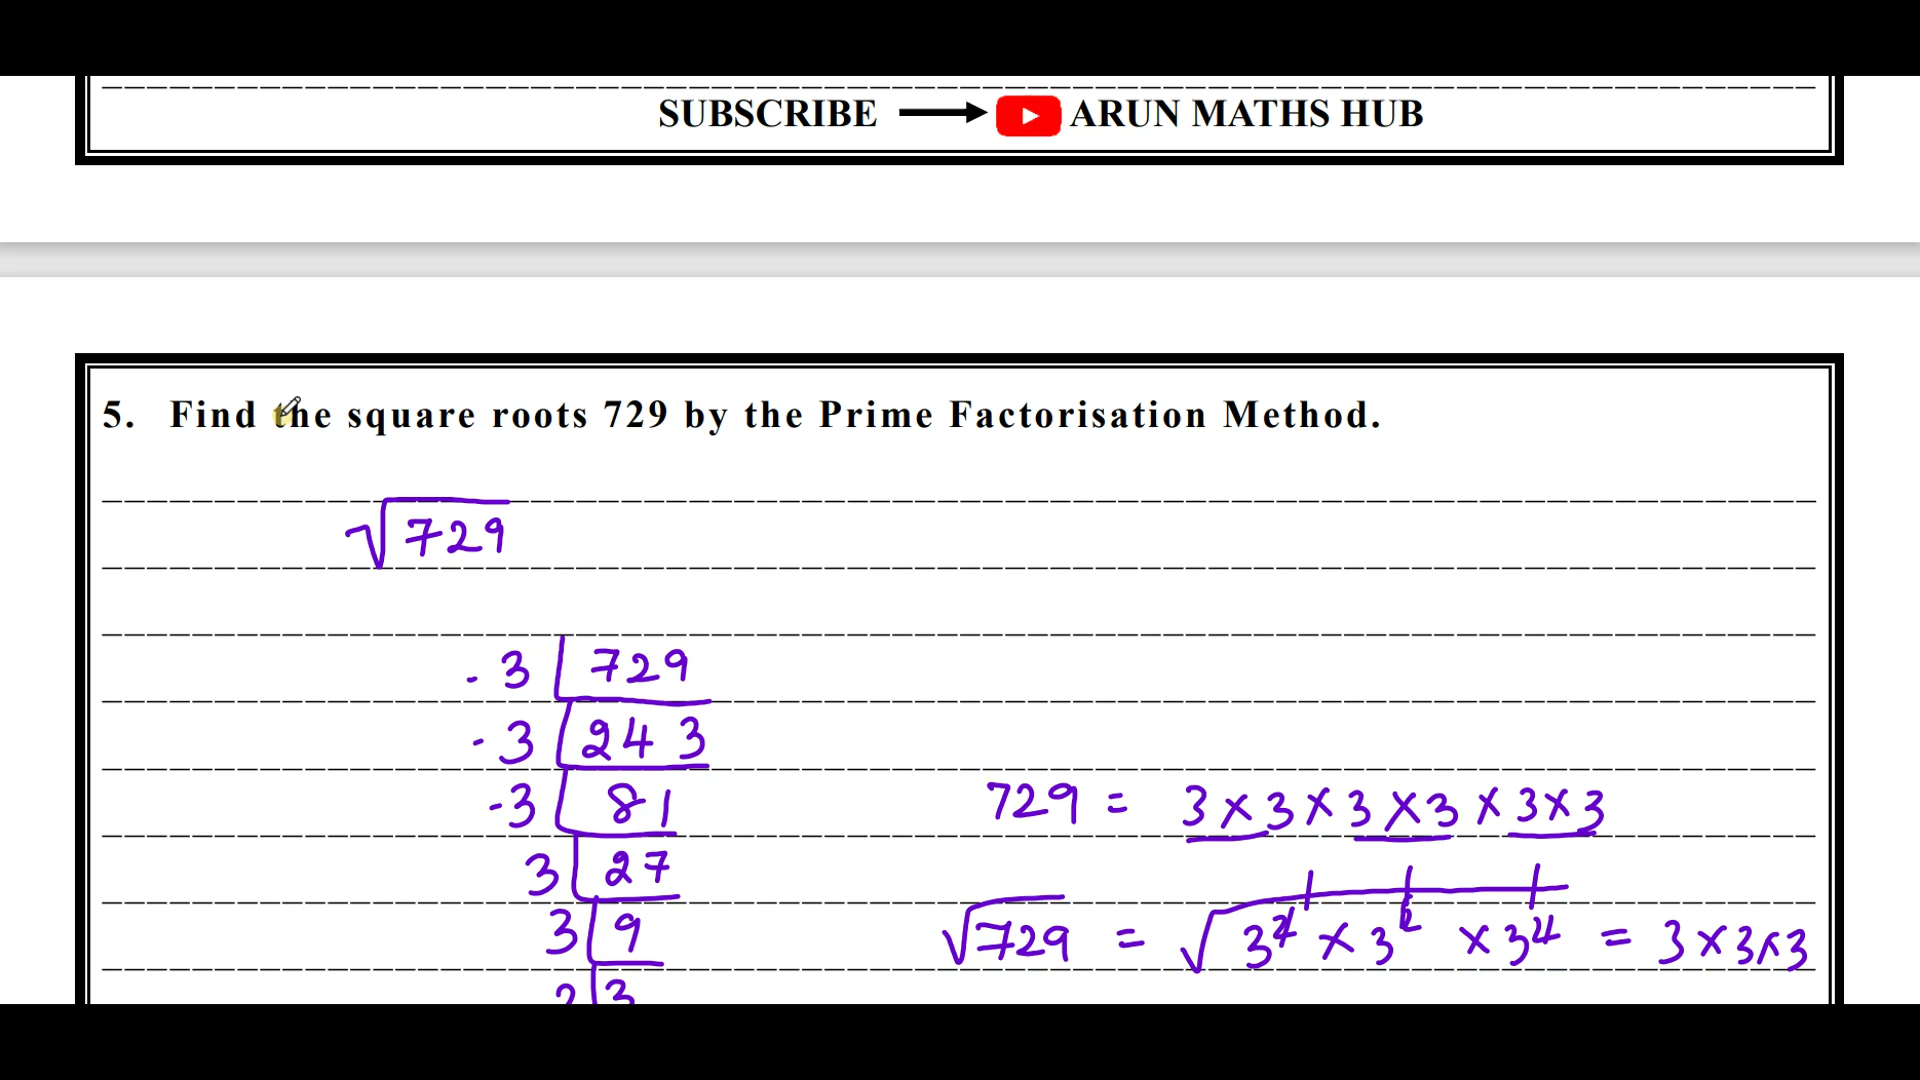 SUBSCRIBE → ARUN MATHS HUB
5. Find the square roots 729 by the Prime Factorisation Method.
√729
- 3 | 729
- 3 | 243
- 3 | 81
729 = 3 × 3 × 3 × 3 × 3 × 3
3 | 27
3 | 9
√729 = √3² × 3² × 3² = 3 × 3 × 3
3